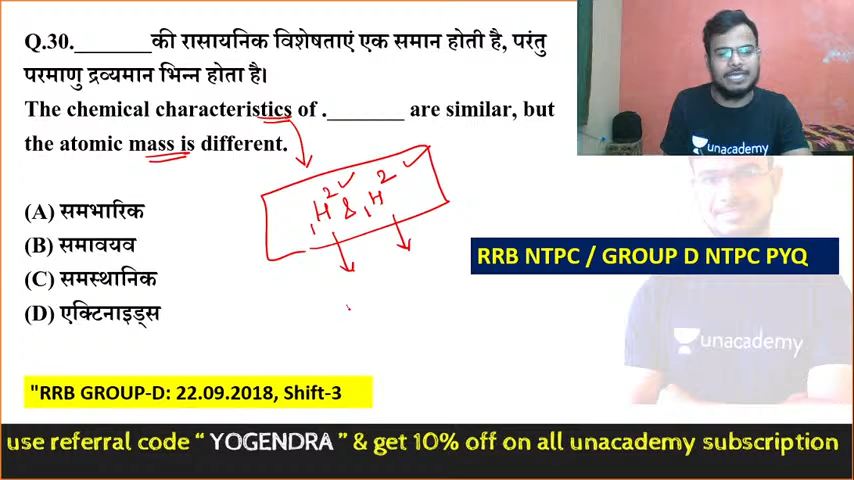 Q.30._______की रासायनिक विशेषताएं एक समान होती है, परंतु
परमाणु द्रव्यमान भिन्न होता है।
The chemical characteristics of ._______ are similar, but
the atomic mass is different.
(A) समभारिक
(B) समावयव
(C) समस्थानिक
(D) एक्टिनाइड्स
₁H² & ₁H²
unacademy
RRB NTPC / GROUP D NTPC PYQ
unacademy
"RRB GROUP-D: 22.09.2018, Shift-3
use referral code “ YOGENDRA ” & get 10% off on all unacademy subscription